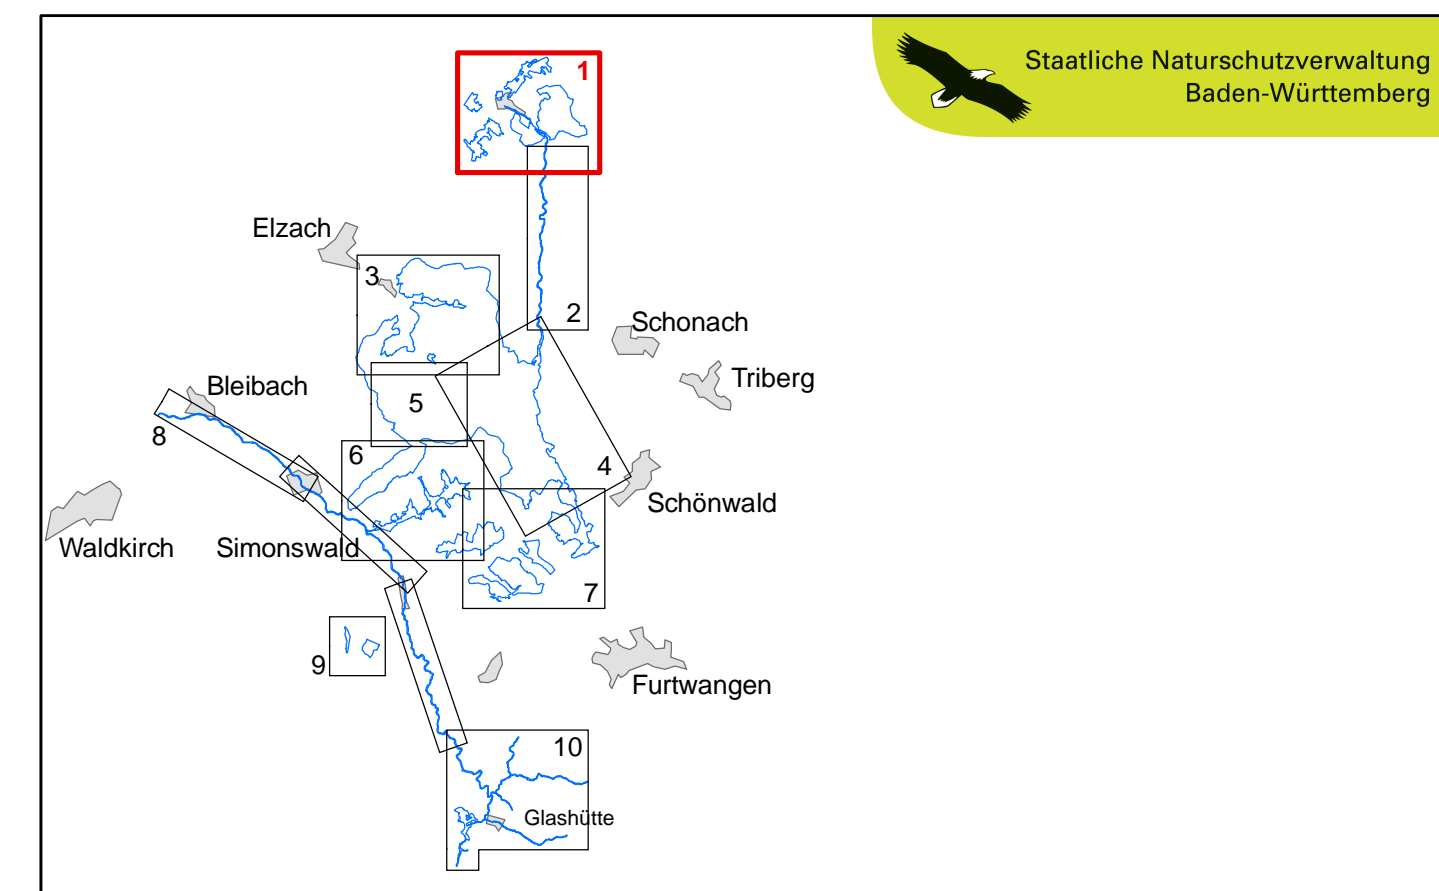 Staatliche Naturschutzverwaltung
Baden-Württemberg
1
Elzach
3
2
Schonach
Triberg
Bleibach
5
8
6
4
Schönwald
Waldkirch
Simonswald
7
9
Furtwangen
10
Glashütte